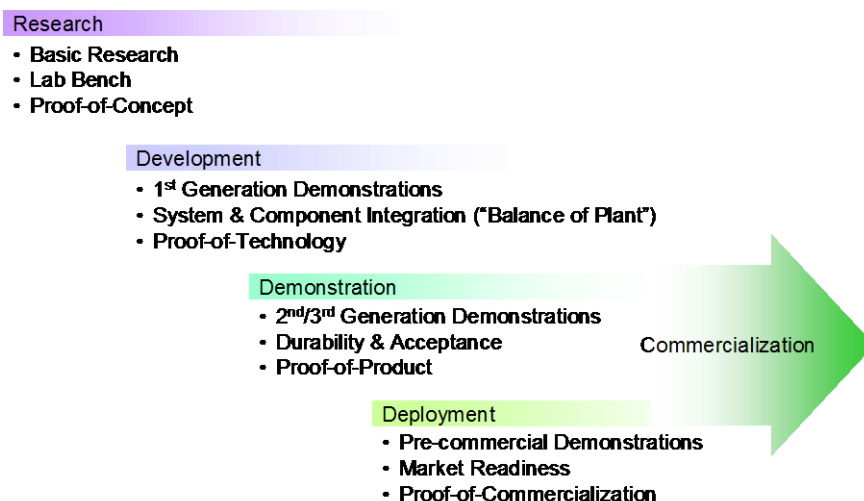 Research
• Basic Research
• Lab Bench
• Proof-of-Concept
Development
• 1st Generation Demonstrations
• System & Component Integration ("Balance of Plant")
• Proof-of-Technology
Demonstration
• 2nd/3rd Generation Demonstrations
• Durability & Acceptance
• Proof-of-Product
Commercialization
Deployment
• Pre-commercial Demonstrations
• Market Readiness
• Proof-of-Commercialization